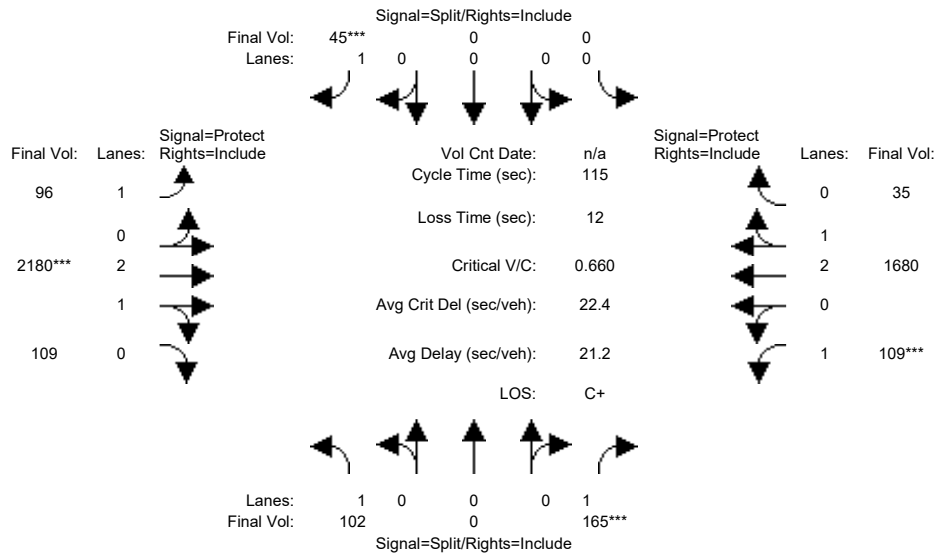 Signal=Split/Rights=Include
Final Vol: 45*** 0 0
Lanes: 1 0 0 0 0
Signal=Protect Signal=Protect
Final Vol: Lanes: Rights=Include Vol Cnt Date: n/a Rights=Include Lanes: Final Vol:
Cycle Time (sec): 115
96 1 0 35
Loss Time (sec): 12
0 1
2180*** 2 Critical V/C: 0.660 2 1680
1 Avg Crit Del (sec/veh): 22.4 0
109 0 Avg Delay (sec/veh): 21.2 1 109***
LOS: C+
Lanes: 1 0 0 0 1
Final Vol: 102 0 165***
Signal=Split/Rights=Include